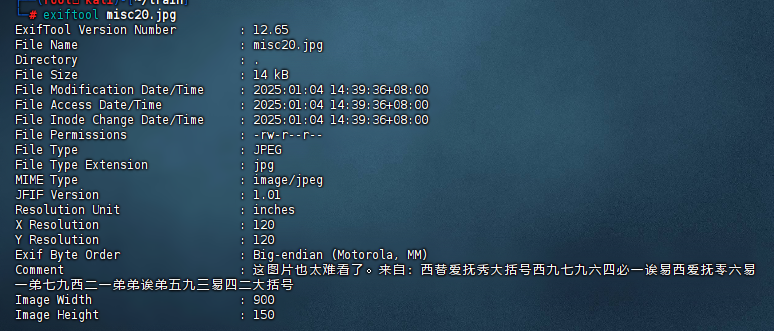 # exiftool misc20.jpg
ExifTool Version Number : 12.65
File Name : misc20.jpg
Directory : .
File Size : 14 kB
File Modification Date/Time : 2025:01:04 14:39:36+08:00
File Access Date/Time : 2025:01:04 14:39:36+08:00
File Inode Change Date/Time : 2025:01:04 14:39:36+08:00
File Permissions : -rw-r--r--
File Type : JPEG
File Type Extension : jpg
MIME Type : image/jpeg
JFIF Version : 1.01
Resolution Unit : inches
X Resolution : 120
Y Resolution : 120
Exif Byte Order : Big-endian (Motorola, MM)
Comment : 这图片也太难看了。来自: 西替爱抚秀大括号西九七九六四必一诶易西爱抚零六易
一弟七九西二一弟弟诶弟五九三易四二大括号
Image Width : 900
Image Height : 150